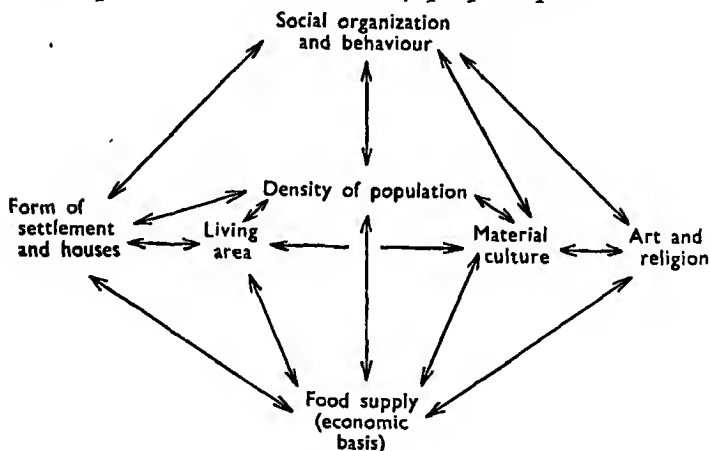 Social organization
and behaviour
Density of population
Form of
settlement
and houses
Living
area
Material
culture
Art and
religion
Food supply
(economic
basis)